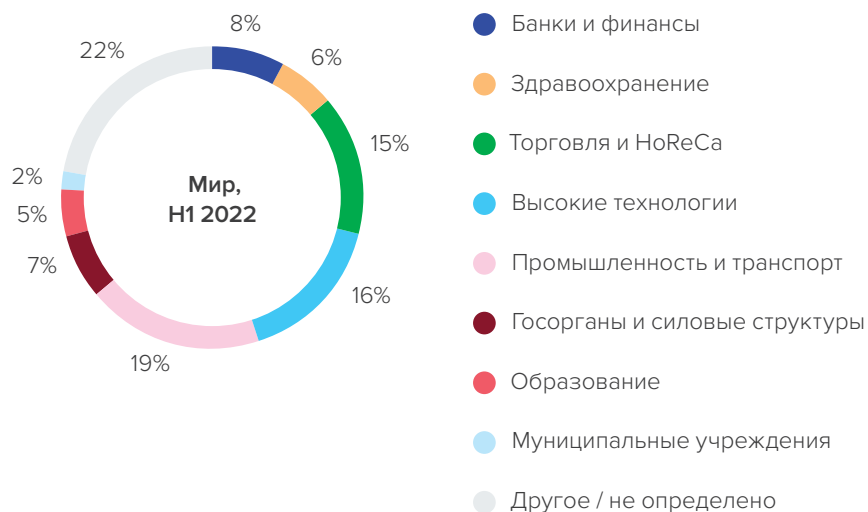 8%
6%
15%
16%
19%
7%
5%
2%
22%
Мир,
H1 2022
Банки и финансы
Здравоохранение
Торговля и HoReCa
Высокие технологии
Промышленность и транспорт
Госорганы и силовые структуры
Образование
Муниципальные учреждения
Другое / не определено